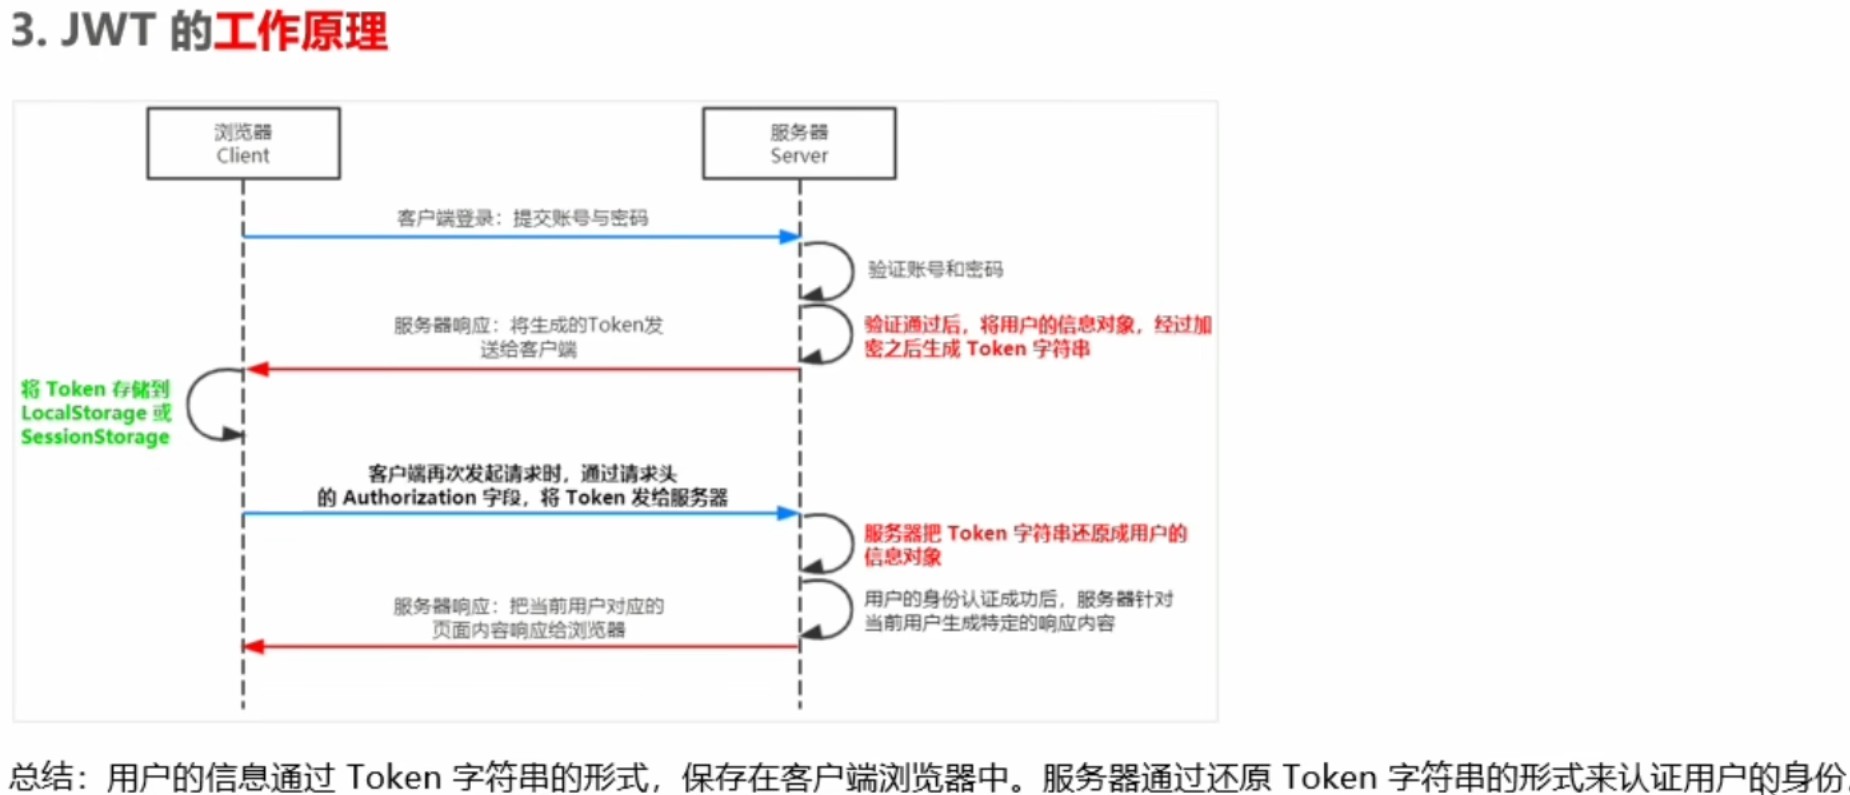 3. JWT 的工作原理
浏览器
Client
服务器
Server
客户端登录：提交账号与密码
验证账号和密码
验证通过后，将用户的信息对象，经过加
密之后生成 Token 字符串
服务器响应：将生成的Token发
送给客户端
将 Token 存储到
LocalStorage 或
SessionStorage
客户端再次发起请求时，通过请求头
的 Authorization 字段，将 Token 发给服务器
服务器把 Token 字符串还原成用户的
信息对象
用户的身份认证成功后，服务器针对
当前用户生成特定的响应内容
服务器响应：把当前用户对应的
页面内容响应给浏览器
总结：用户的信息通过 Token 字符串的形式，保存在客户端浏览器中。服务器通过还原 Token 字符串的形式来认证用户的身份。